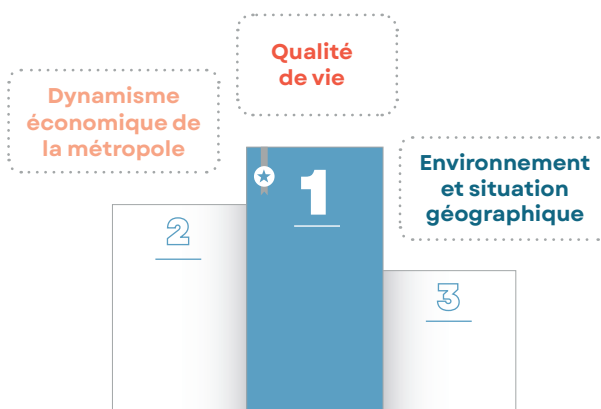 Qualité
de vie
Dynamisme
économique de
la métropole
Environnement
et situation
géographique
1
2
3